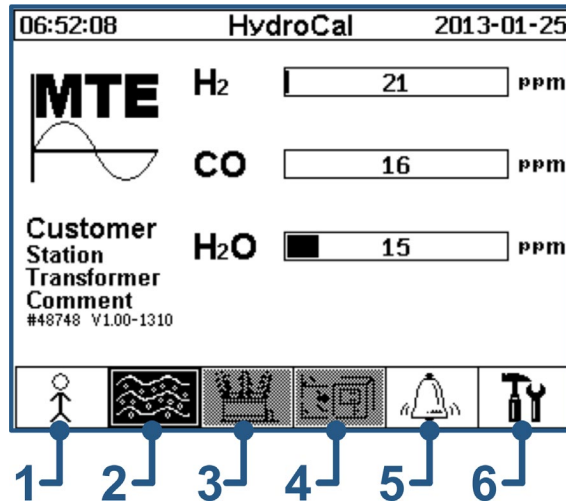 06:52:08 HydroCal 2013-01-25
MTE
H2 21 ppm
CO 16 ppm
H2O 15 ppm
Customer
Station
Transformer
Comment
#48748 V1.00-1310
1 2 3 4 5 6